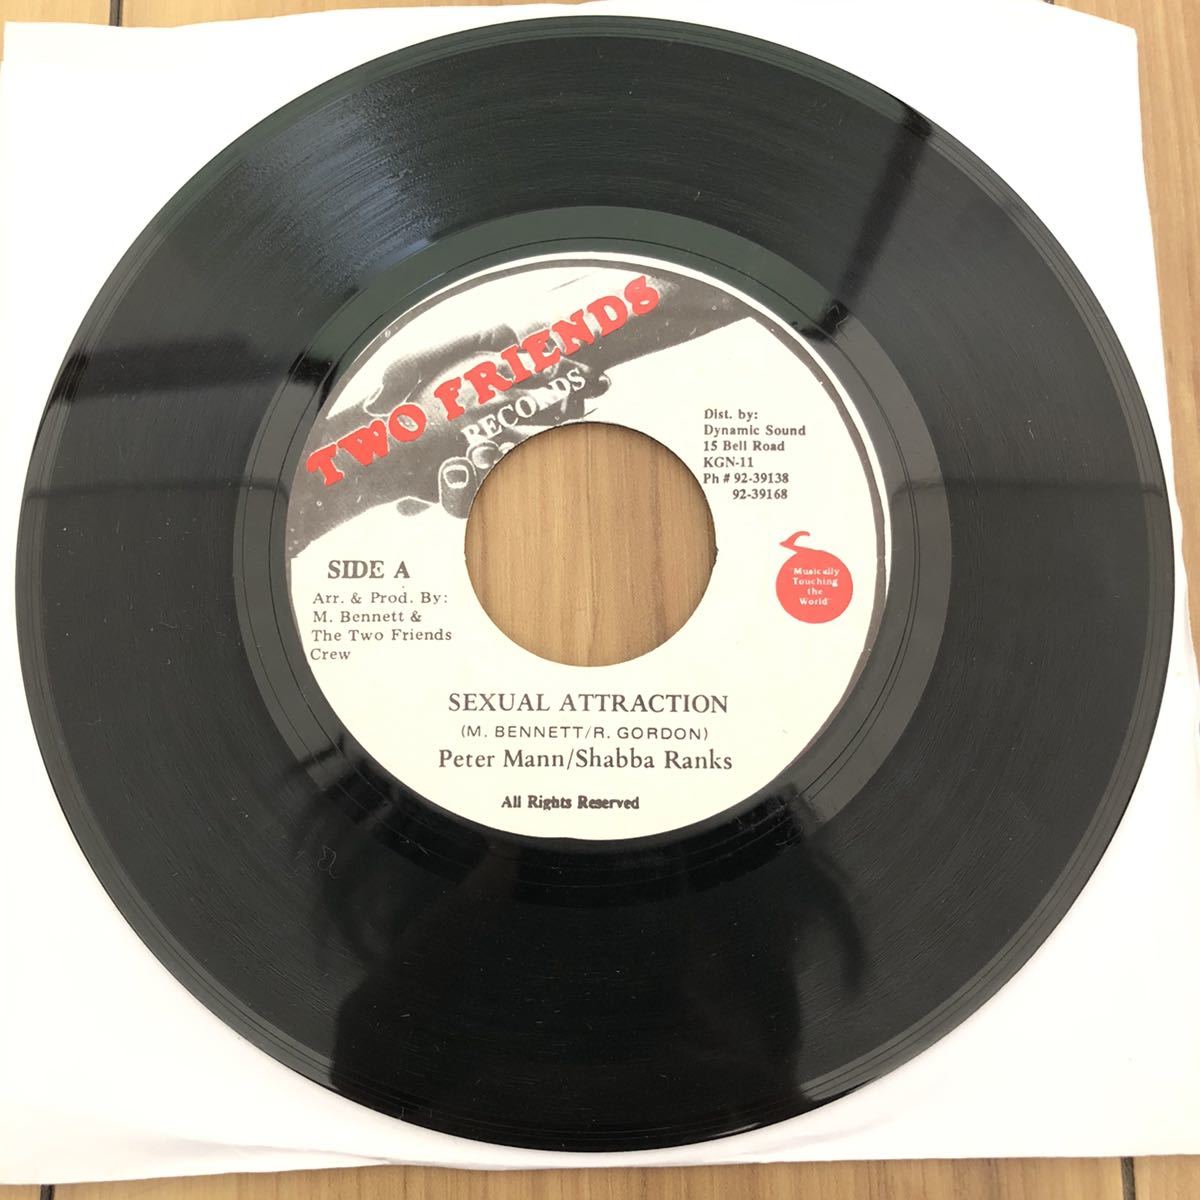 TWO FRIENDS
RECORDS
Dist. by:
Dynamic Sound
15 Bell Road
KGN-11
Ph # 92-39138
92-39168
"Musically
Touching
the
World"
SIDE A
Arr. & Prod. By:
M. Bennett &
The Two Friends
Crew
SEXUAL ATTRACTION
(M. BENNETT/R. GORDON)
Peter Mann/Shabba Ranks
All Rights Reserved